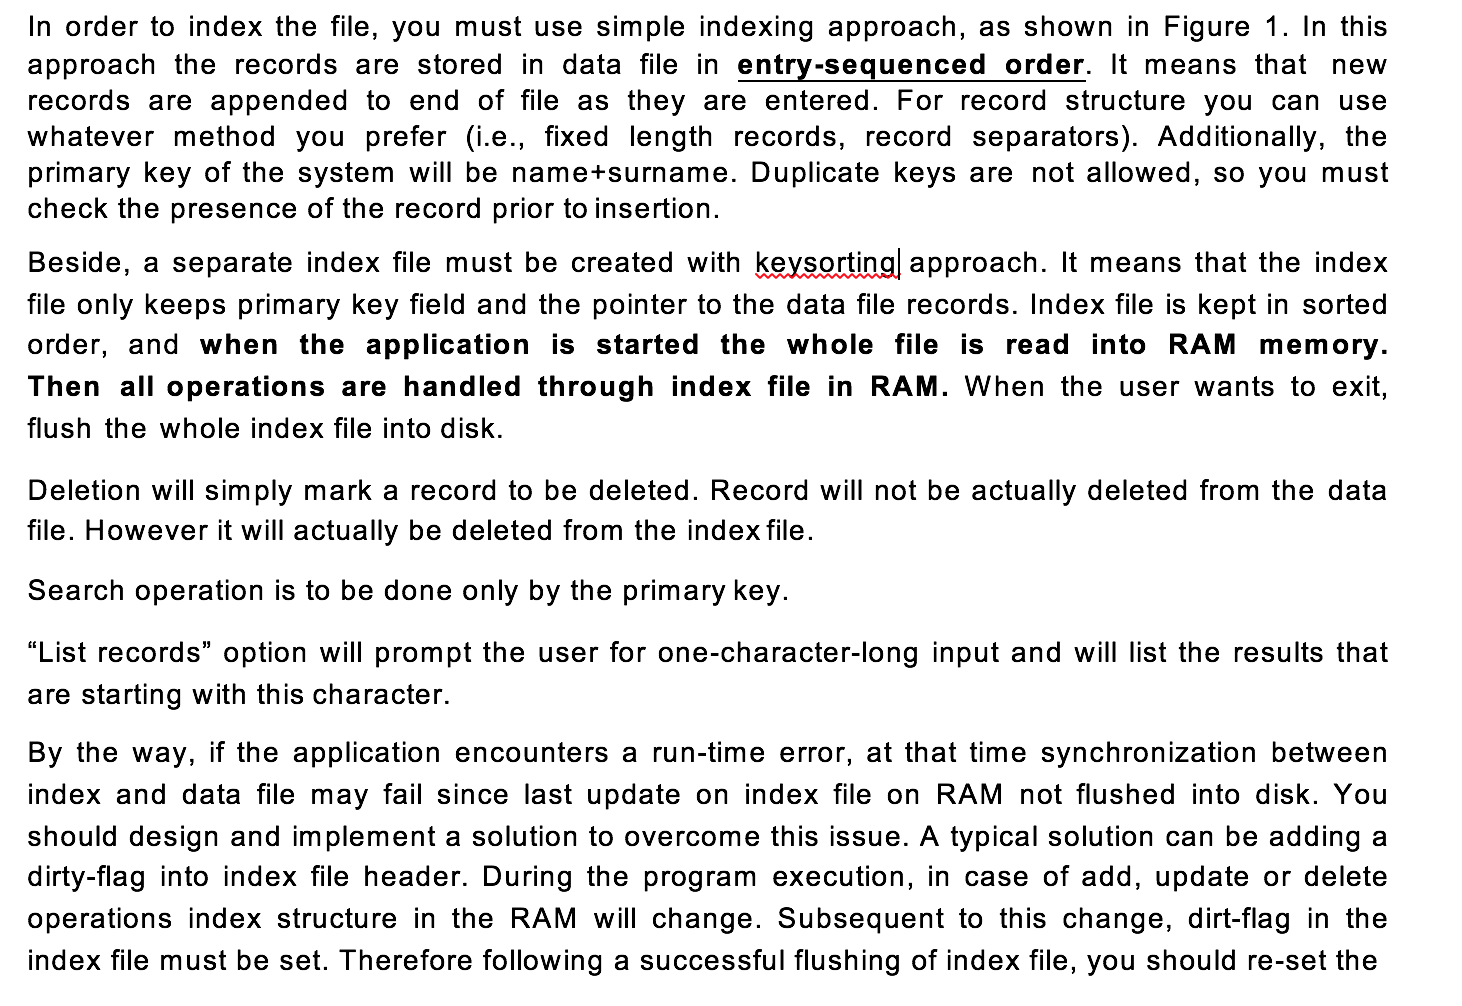 In order to index the file, you must use simple indexing approach, as shown in Figure 1. In this
approach the records are stored in data file in entry-sequenced order. It means that new
records are appended to end of file as they are entered. For record structure you can use
whatever method you prefer (i.e., fixed length records, record separators). Additionally, the
primary key of the system will be name+surname. Duplicate keys are not allowed, so you must
check the presence of the record prior to insertion.
Beside, a separate index file must be created with keysorting approach. It means that the index
file only keeps primary key field and the pointer to the data file records. Index file is kept in sorted
order, and when the application is started the whole file is read into RAM memory.
Then all operations are handled through index file in RAM. When the user wants to exit,
flush the whole index file into disk.
Deletion will simply mark a record to be deleted. Record will not be actually deleted from the data
file. However it will actually be deleted from the index file.
Search operation is to be done only by the primary key.
“List records” option will prompt the user for one-character-long input and will list the results that
are starting with this character.
By the way, if the application encounters a run-time error, at that time synchronization between
index and data file may fail since last update on index file on RAM not flushed into disk. You
should design and implement a solution to overcome this issue. A typical solution can be adding a
dirty-flag into index file header. During the program execution, in case of add, update or delete
operations index structure in the RAM will change. Subsequent to this change, dirt-flag in the
index file must be set. Therefore following a successful flushing of index file, you should re-set the